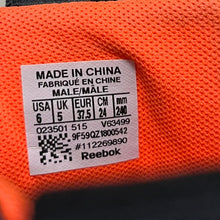 MADE IN CHINA
FABRIQUÉ EN CHINE
MALE/MÂLE
USA UK EUR CM mm
6 5 37.5 24 240
023501 515 V63499
9F59QZ1800542
#112269890
Reebok